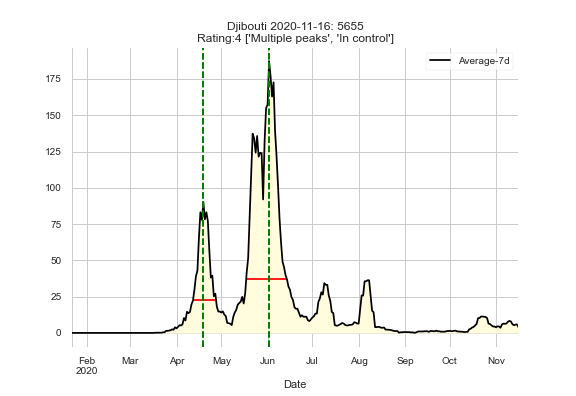 Djibouti 2020-11-16: 5655
Rating:4 ['Multiple peaks', 'In control']
Average-7d
175
150
125
100
75
50
25
0
Feb Mar Apr May Jun Jul Aug Sep Oct Nov
2020
Date